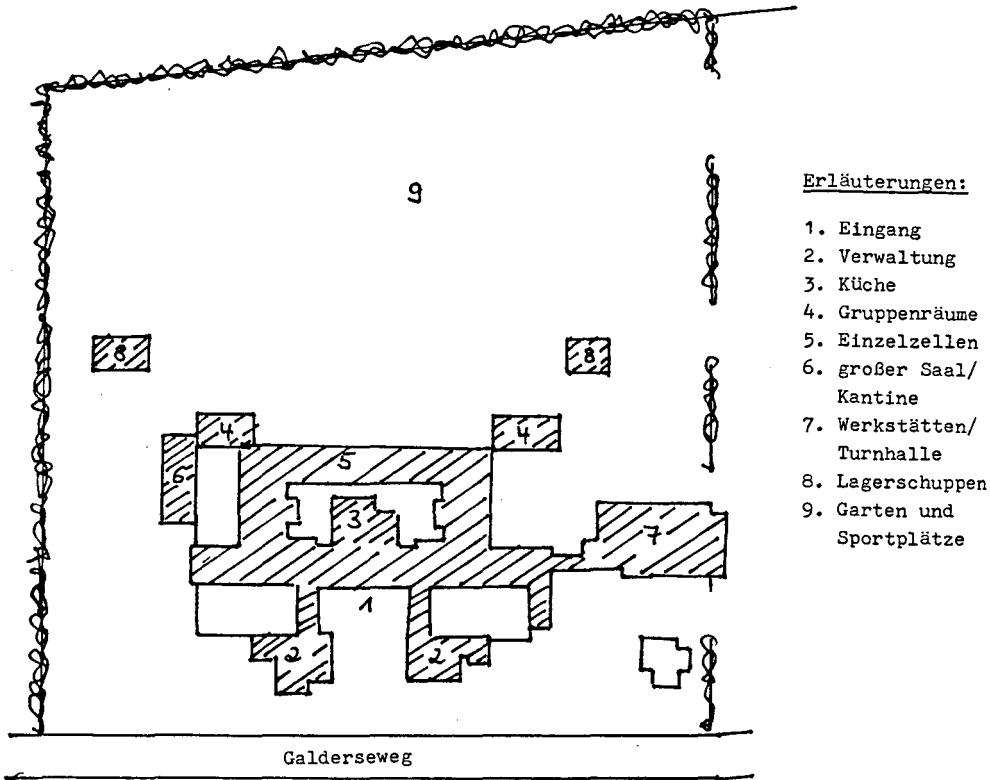 9
8
8
4
4
5
6
3
7
1
2
2
Galderseweg
Erläuterungen:
1. Eingang
2. Verwaltung
3. Küche
4. Gruppenräume
5. Einzelzellen
6. großer Saal/
Kantine
7. Werkstätten/
Turnhalle
8. Lagerschuppen
9. Garten und
Sportplätze